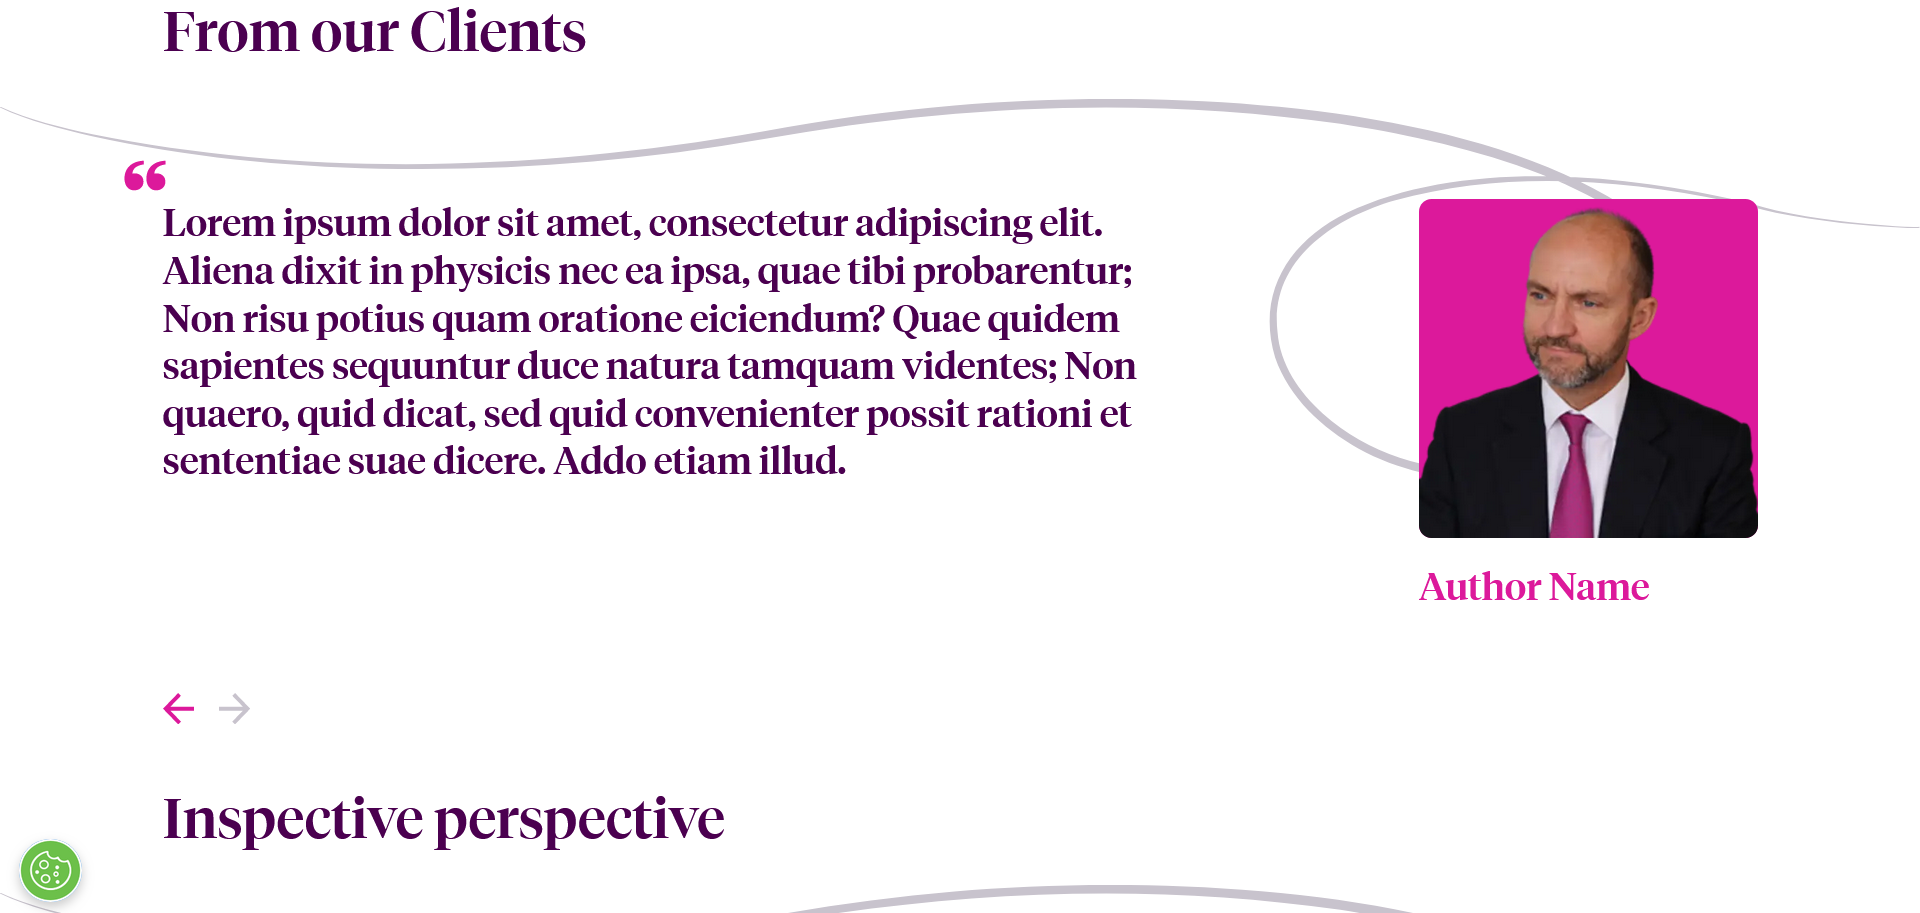 From our Clients
“
Lorem ipsum dolor sit amet, consectetur adipiscing elit.
Aliena dixit in physicis nec ea ipsa, quae tibi probarentur;
Non risu potius quam oratione eiciendum? Quae quidem
sapientes sequuntur duce natura tamquam videntes; Non
quaero, quid dicat, sed quid convenienter possit rationi et
sententiae suae dicere. Addo etiam illud.
Author Name
Inspective perspective